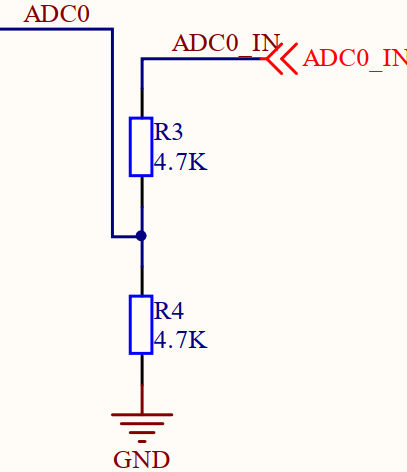 ADC0
ADC0_IN
ADC0_IN
R3
4.7K
R4
4.7K
GND